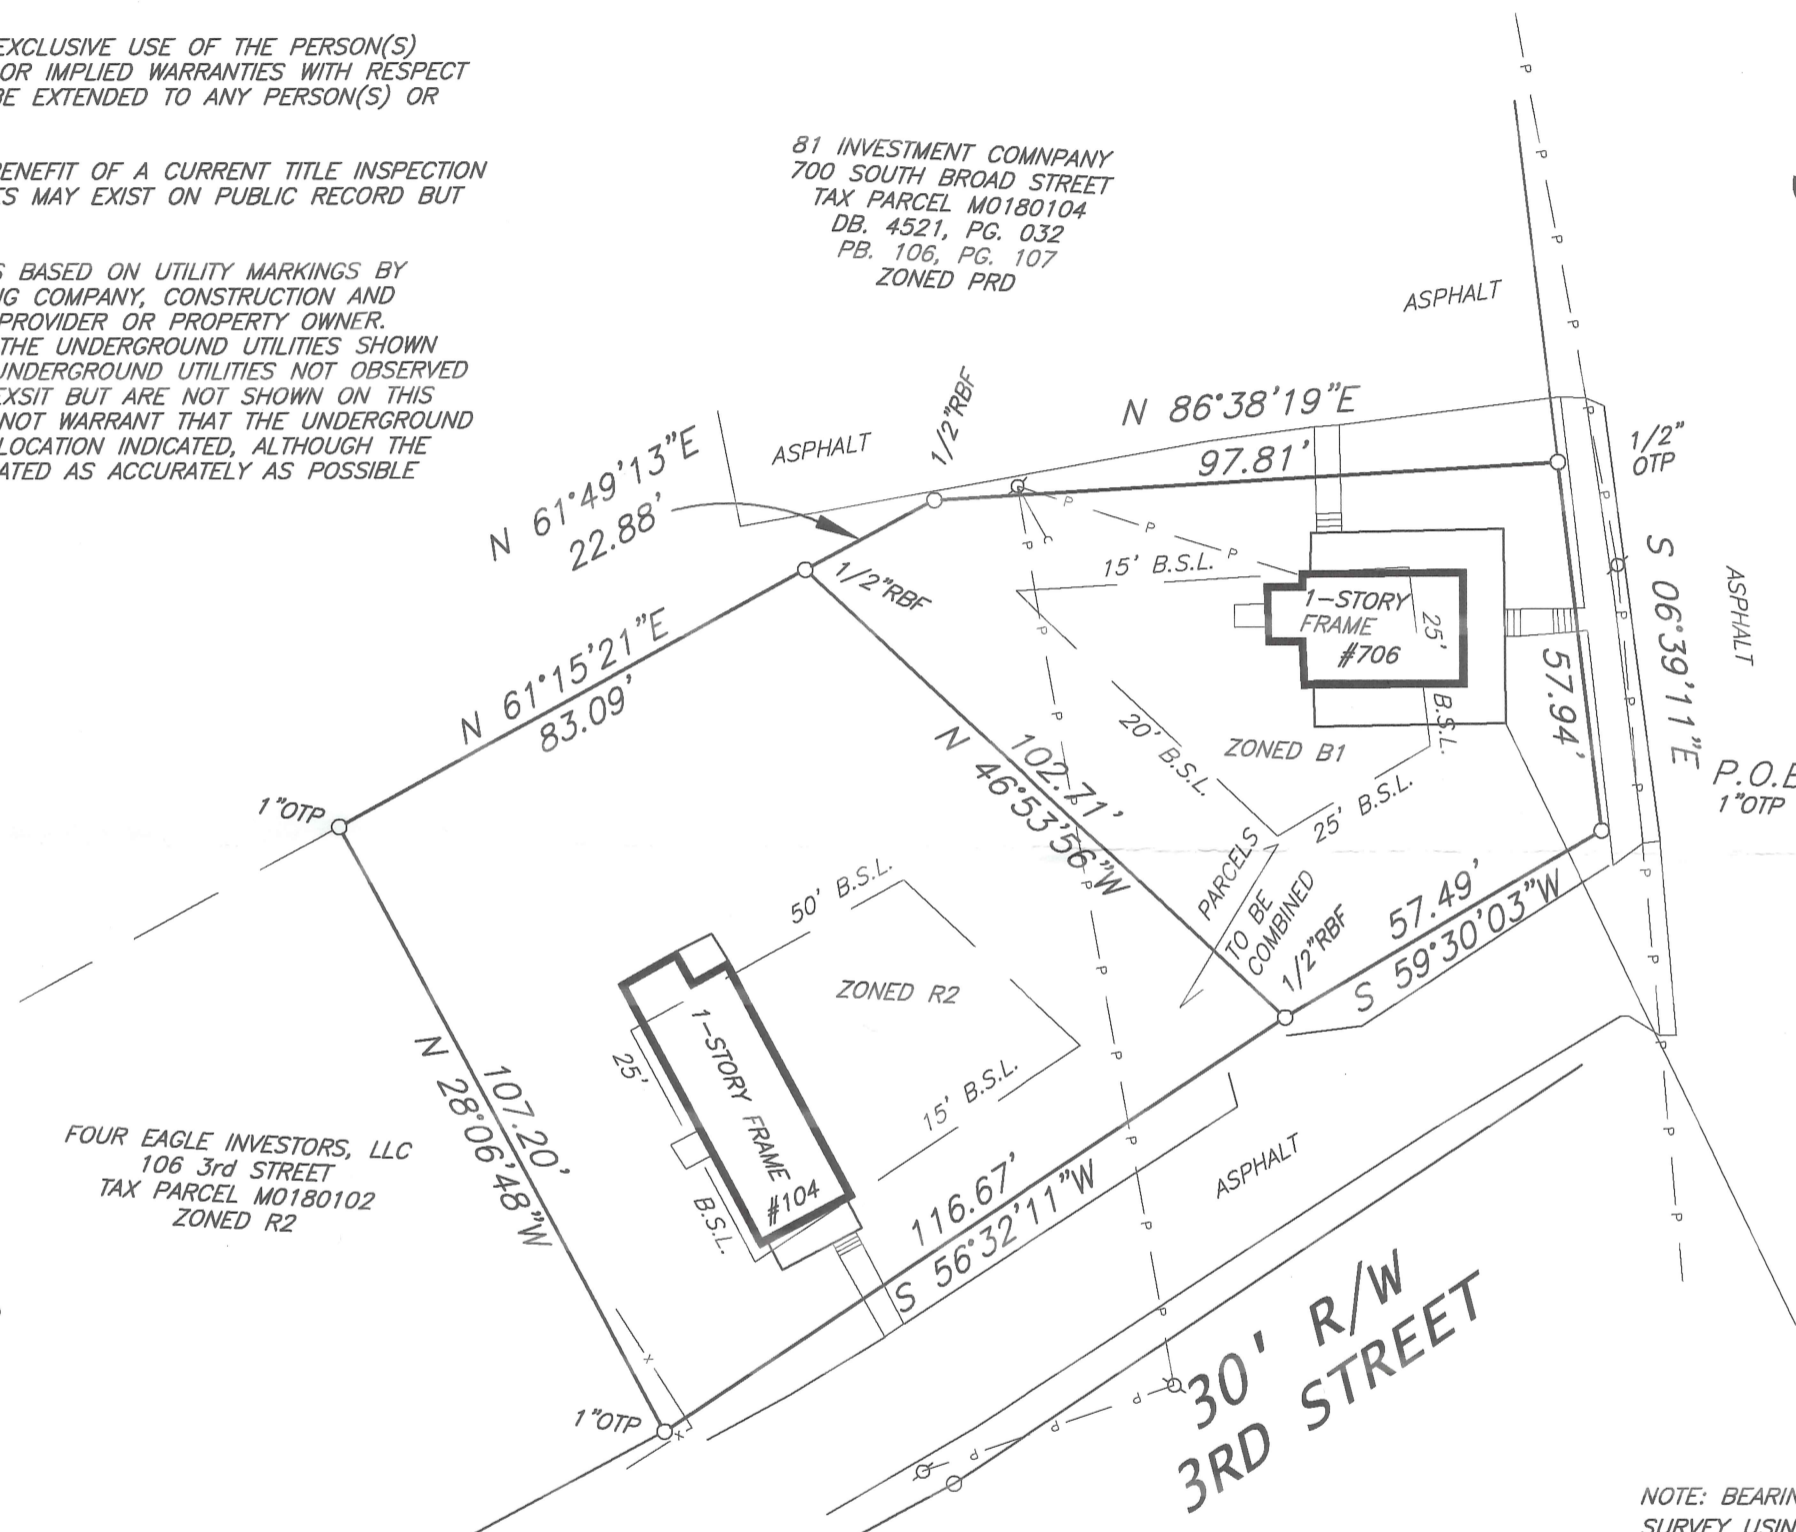 EXCLUSIVE USE OF THE PERSON(S)
OR IMPLIED WARRANTIES WITH RESPECT
BE EXTENDED TO ANY PERSON(S) OR
BENEFIT OF A CURRENT TITLE INSPECTION
TS MAY EXIST ON PUBLIC RECORD BUT
S BASED ON UTILITY MARKINGS BY
NG COMPANY, CONSTRUCTION AND
PROVIDER OR PROPERTY OWNER.
THE UNDERGROUND UTILITIES SHOWN
UNDERGROUND UTILITIES NOT OBSERVED
EXSIT BUT ARE NOT SHOWN ON THIS
NOT WARRANT THAT THE UNDERGROUND
LOCATION INDICATED, ALTHOUGH THE
ATED AS ACCURATELY AS POSSIBLE
81 INVESTMENT COMNPANY
700 SOUTH BROAD STREET
TAX PARCEL M0180104
DB. 4521, PG. 032
PB. 106, PG. 107
ZONED PRD
ASPHALT
N 86°38'19"E
97.81'
1/2"RBF
ASPHALT
1/2"
OTP
N 61°49'13"E
22.88'
1/2"RBF
S 06°39'11"E
57.94'
ASPHALT
15' B.S.L.
1-STORY
FRAME
#706
25'
B.S.L.
N 61°15'21"E
83.09'
1"OTP
102.71'
N 46°53'56"W
20' B.S.L.
ZONED B1
25' B.S.L.
P.O.B
1"OTP
PARCELS
TO BE
COMBINED
1/2"RBF
57.49'
S 59°30'03"W
50' B.S.L.
ZONED R2
1-STORY FRAME
#104
25'
B.S.L.
15' B.S.L.
107.20'
N 28°06'48"W
FOUR EAGLE INVESTORS, LLC
106 3rd STREET
TAX PARCEL M0180102
ZONED R2
116.67'
S 56°32'11"W
ASPHALT
1"OTP
30' R/W
3RD STREET
NOTE: BEARIN
SURVEY USIN